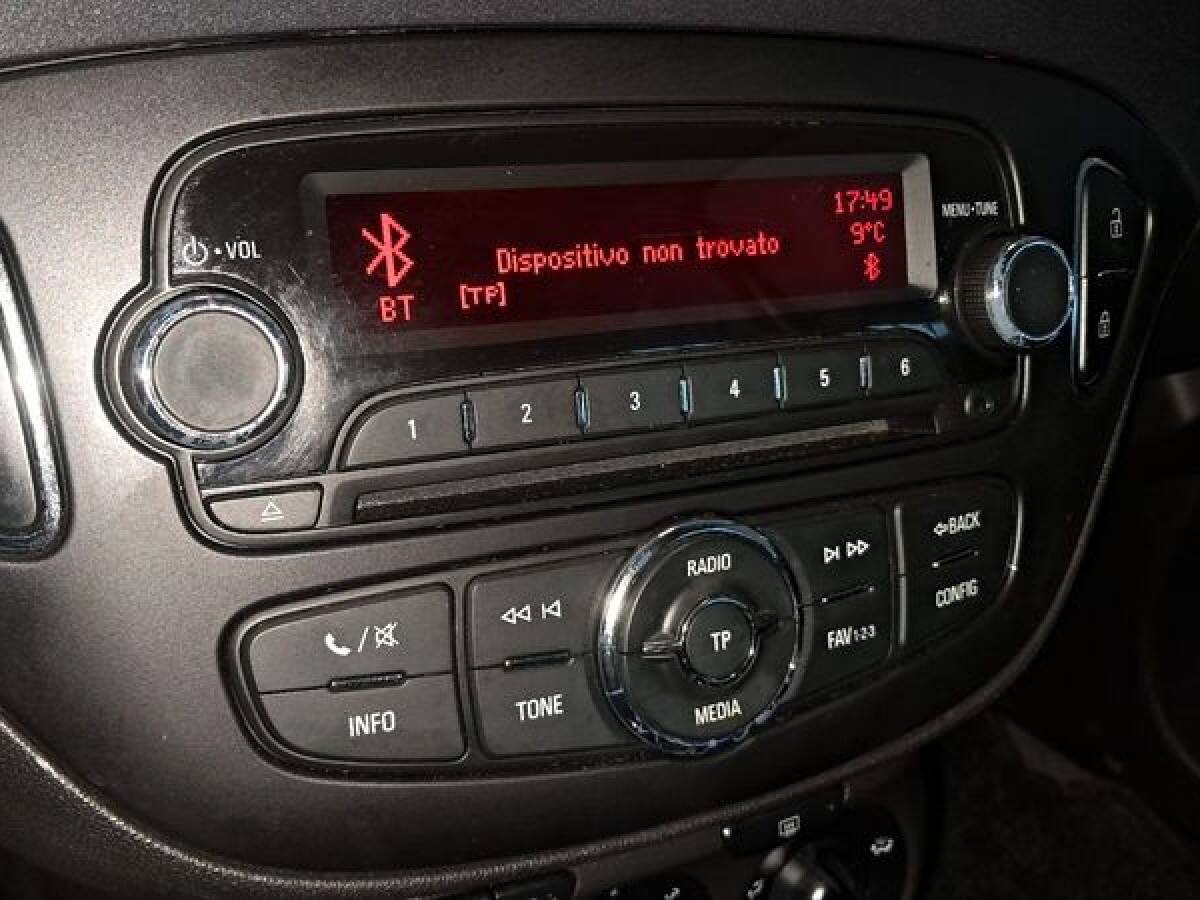 17:49
MENU•TUNE
•VOL
Dispositivo non trovato
9°C
BT
[TP]
1 2 3 4 5 6
RADIO
BACK
TP
FAV 1-2-3
CONFIG
INFO
TONE
MEDIA